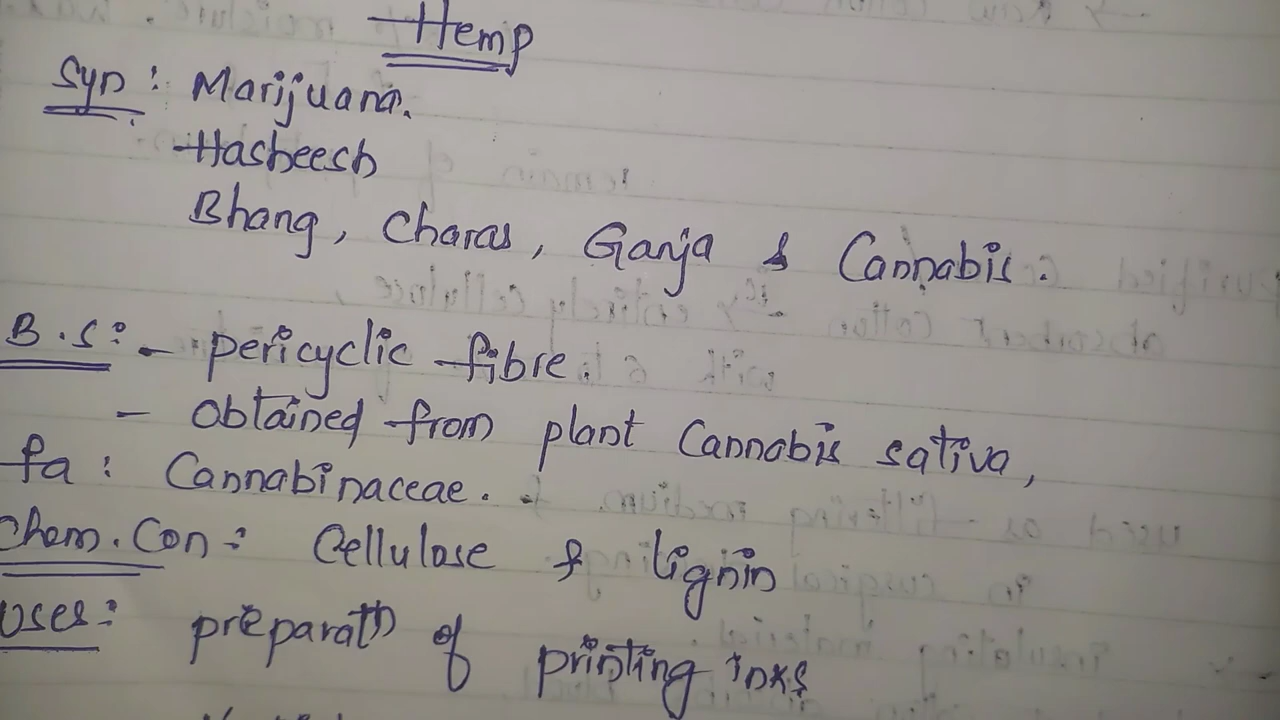 Hemp
Syn: Marijuana.
Hasheesh
Bhang, Charas, Ganja & Cannabis.
B.S:- pericyclic fibre.
- Obtained from plant Cannabis sativa,
fa: Cannabinaceae.
Chem. Con: Cellulose & lignin
Uses: preparatn of printing inks